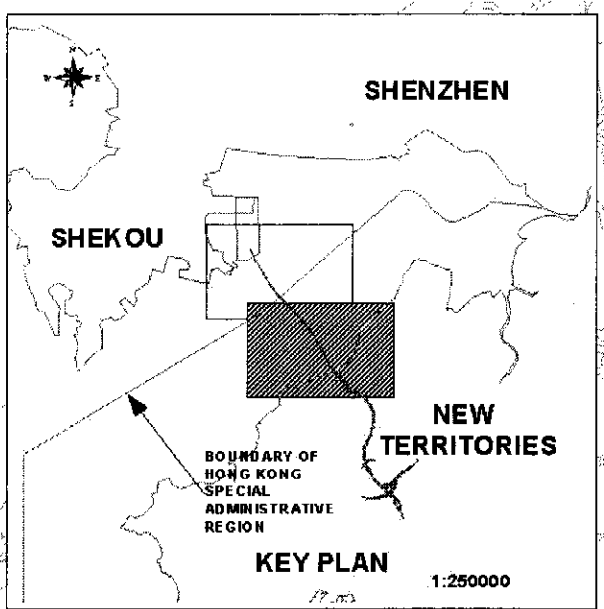 N
W E
S
SHENZHEN
SHEKOU
NEW
TERRITORIES
BOUNDARY OF
HONG KONG
SPECIAL
ADMINISTRATIVE
REGION
KEY PLAN
1:250000